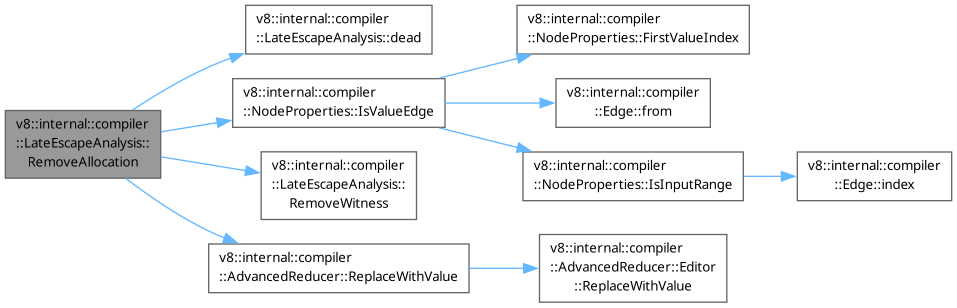 v8::internal::compiler
::LateEscapeAnalysis::
RemoveAllocation
v8::internal::compiler
::LateEscapeAnalysis::dead
v8::internal::compiler
::NodeProperties::IsValueEdge
v8::internal::compiler
::LateEscapeAnalysis::
RemoveWitness
v8::internal::compiler
::AdvancedReducer::ReplaceWithValue
v8::internal::compiler
::NodeProperties::FirstValueIndex
v8::internal::compiler
::Edge::from
v8::internal::compiler
::NodeProperties::IsInputRange
v8::internal::compiler
::AdvancedReducer::Editor
::ReplaceWithValue
v8::internal::compiler
::Edge::index